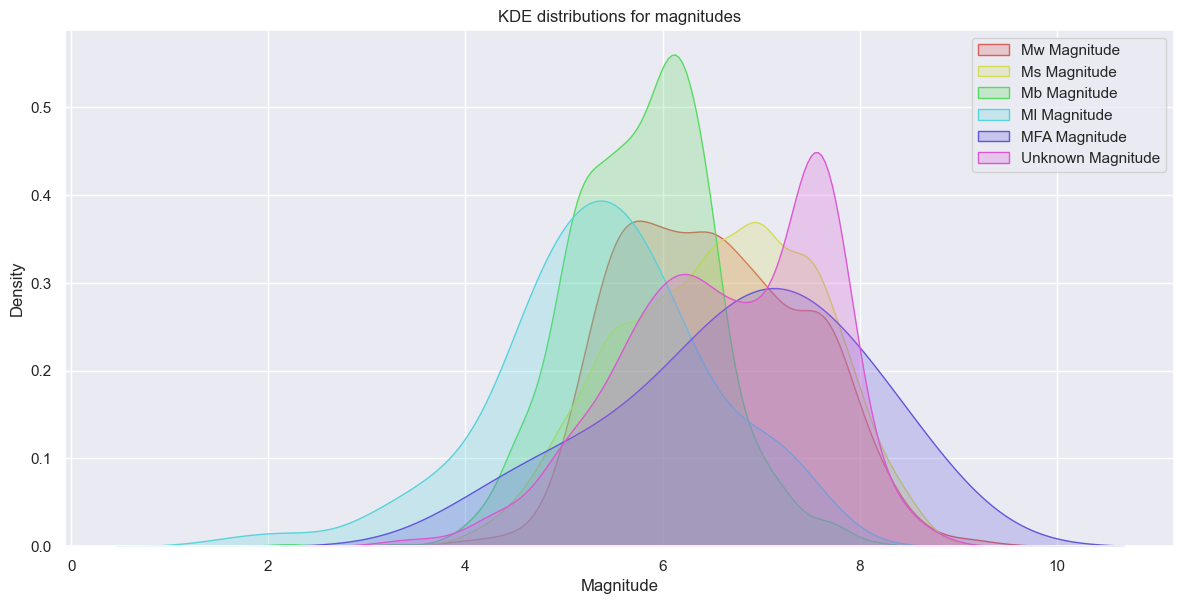 KDE distributions for magnitudes
Mw Magnitude
Ms Magnitude
Mb Magnitude
Ml Magnitude
MFA Magnitude
Unknown Magnitude
Density
0.5
0.4
0.3
0.2
0.1
0.0
0 2 4 6 8 10
Magnitude